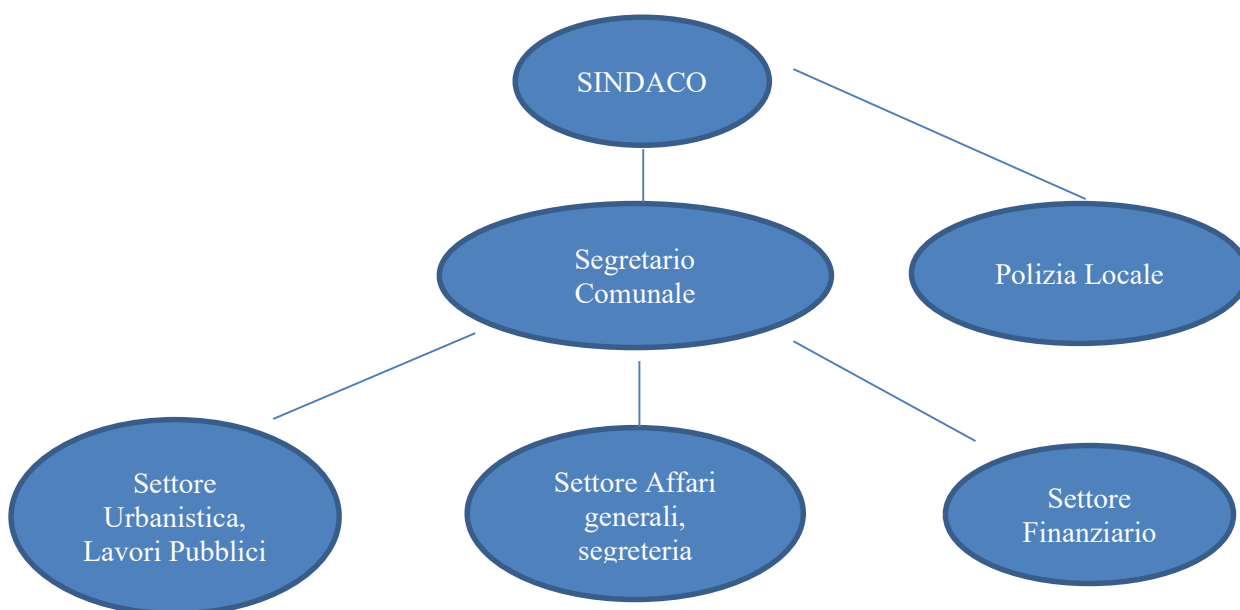 SINDACO
Segretario
Comunale
Polizia Locale
Settore
Urbanistica,
Lavori Pubblici
Settore Affari
generali,
segreteria
Settore
Finanziario